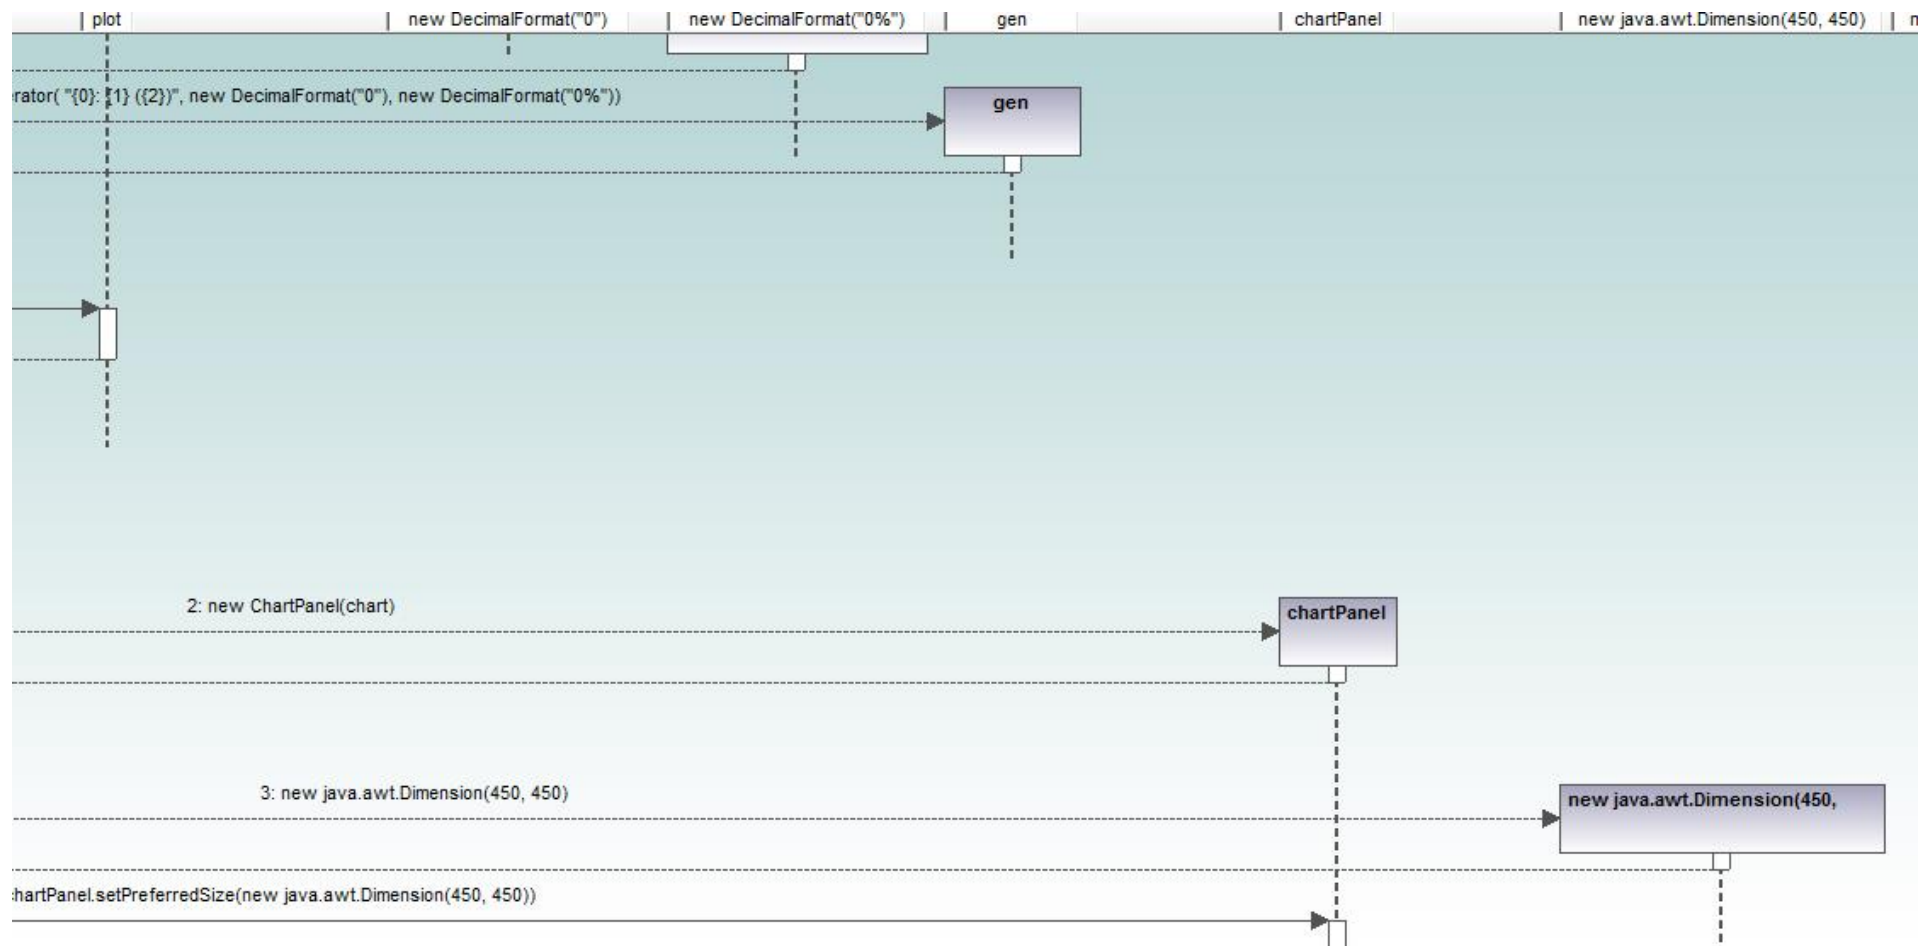 plot
new DecimalFormat("0")
new DecimalFormat("0%")
gen
chartPanel
new java.awt.Dimension(450, 450)
rator( "{0}: {1} ({2})", new DecimalFormat("0"), new DecimalFormat("0%"))
gen
2: new ChartPanel(chart)
chartPanel
3: new java.awt.Dimension(450, 450)
new java.awt.Dimension(450,
hartPanel.setPreferredSize(new java.awt.Dimension(450, 450))